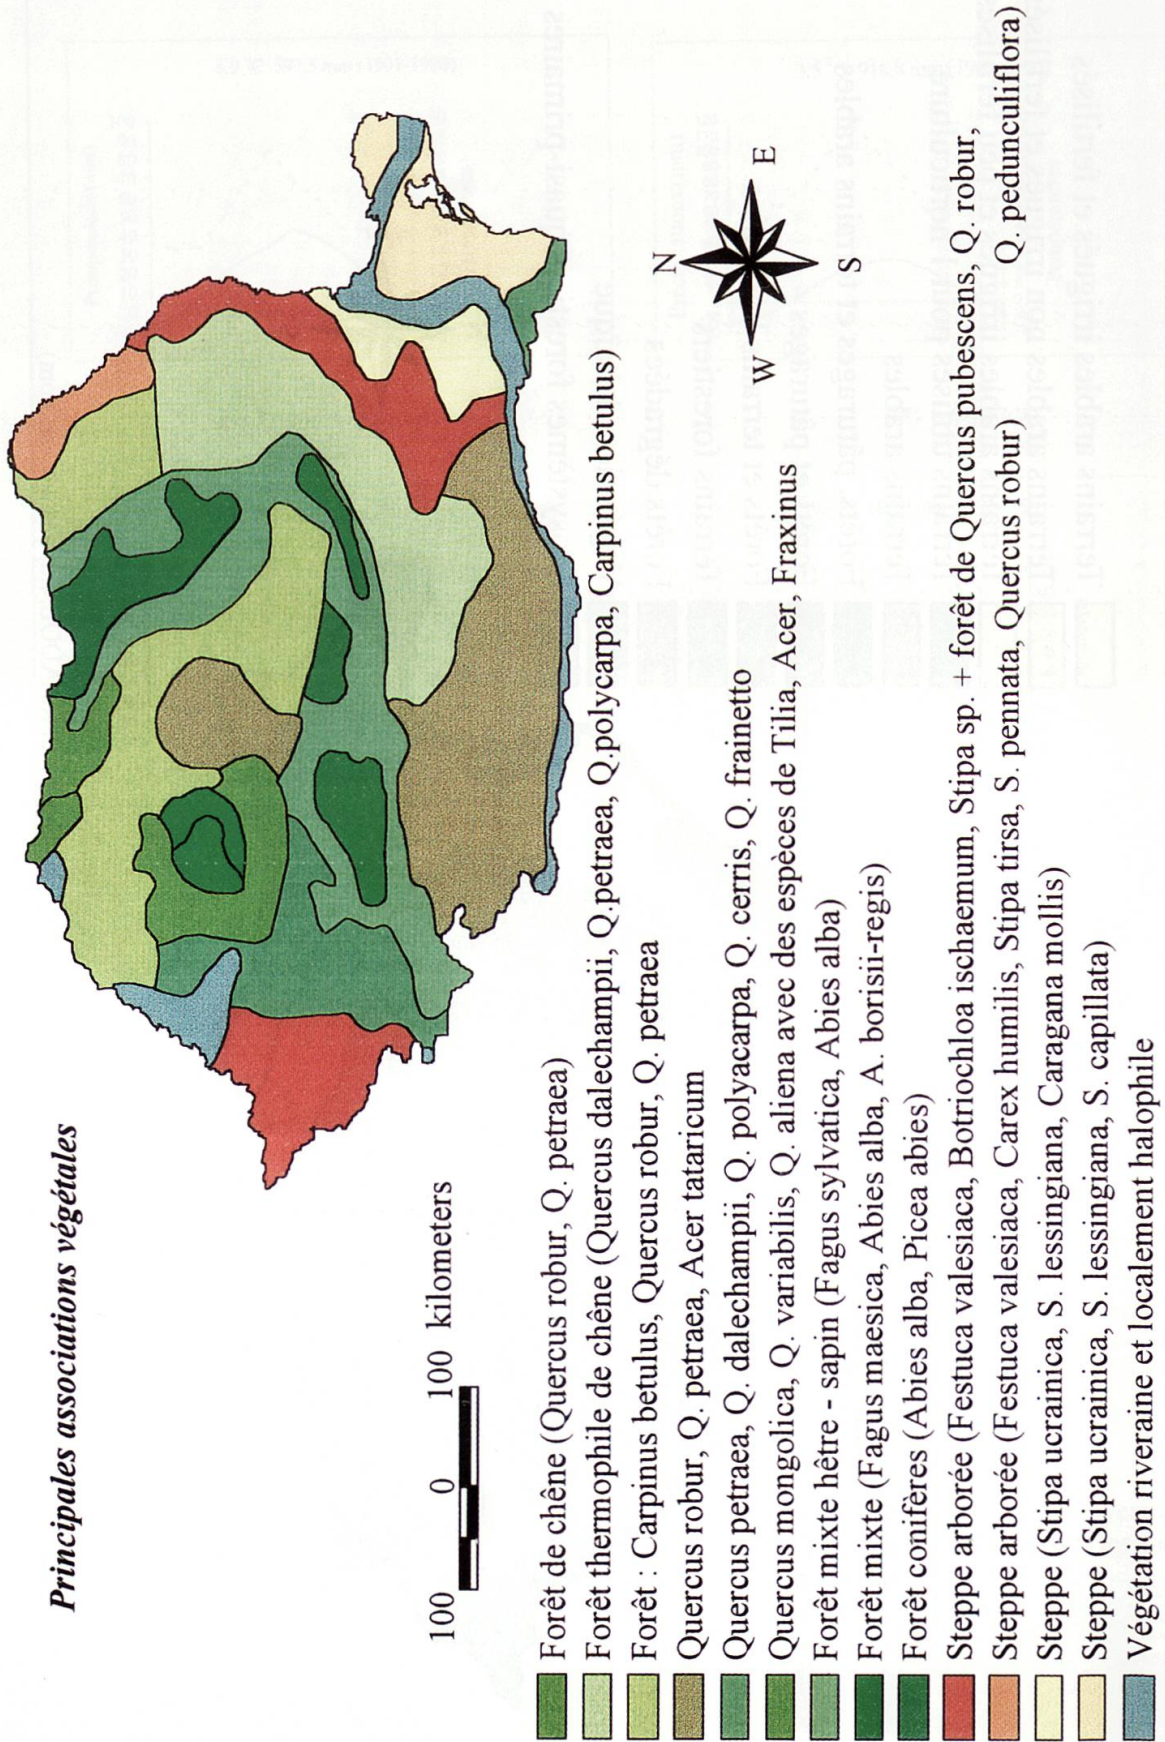 Principales associations végétales
100 0 100 kilometers
N
W E
S
Forêt de chêne (Quercus robur, Q. petraea)
Forêt thermophile de chêne (Quercus dalechampii, Q.petraea, Q.polycarpa, Carpinus betulus)
Forêt : Carpinus betulus, Quercus robur, Q. petraea
Quercus robur, Q. petraea, Acer tataricum
Quercus petraea, Q. dalechampii, Q. polyacarpa, Q. cerris, Q. frainetto
Quercus mongolica, Q. variabilis, Q. aliena avec des espèces de Tilia, Acer, Fraxinus
Forêt mixte hêtre - sapin (Fagus sylvatica, Abies alba)
Forêt mixte (Fagus maesica, Abies alba, A. borisii-regis)
Forêt conifères (Abies alba, Picea abies)
Steppe arborée (Festuca valesiaca, Botriochloa ischaemum, Stipa sp. + forêt de Quercus pubescens, Q. robur,
Q. pedunculiflora)
Steppe arborée (Festuca valesiaca, Carex humilis, Stipa tirsa, S. pennata, Quercus robur)
Steppe (Stipa ucrainica, S. lessingiana, Caragana mollis)
Steppe (Stipa ucrainica, S. lessingiana, S. capillata)
Végétation riveraine et localement halophile